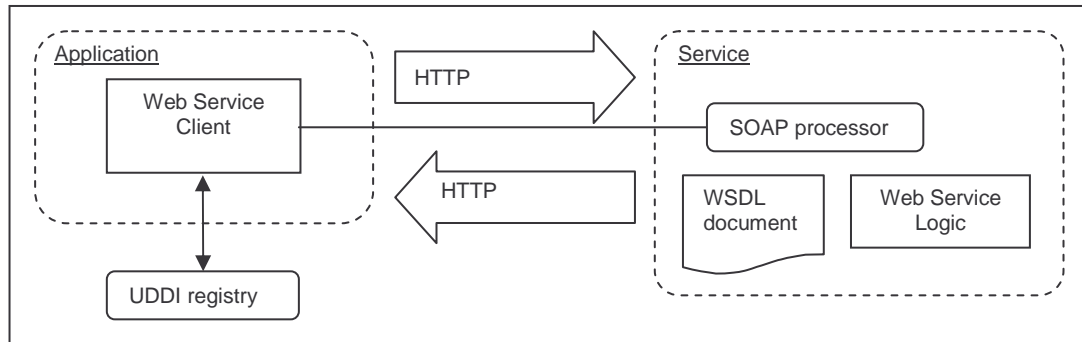 Application
Web Service
Client
UDDI registry
HTTP
HTTP
Service
SOAP processor
WSDL
document
Web Service
Logic